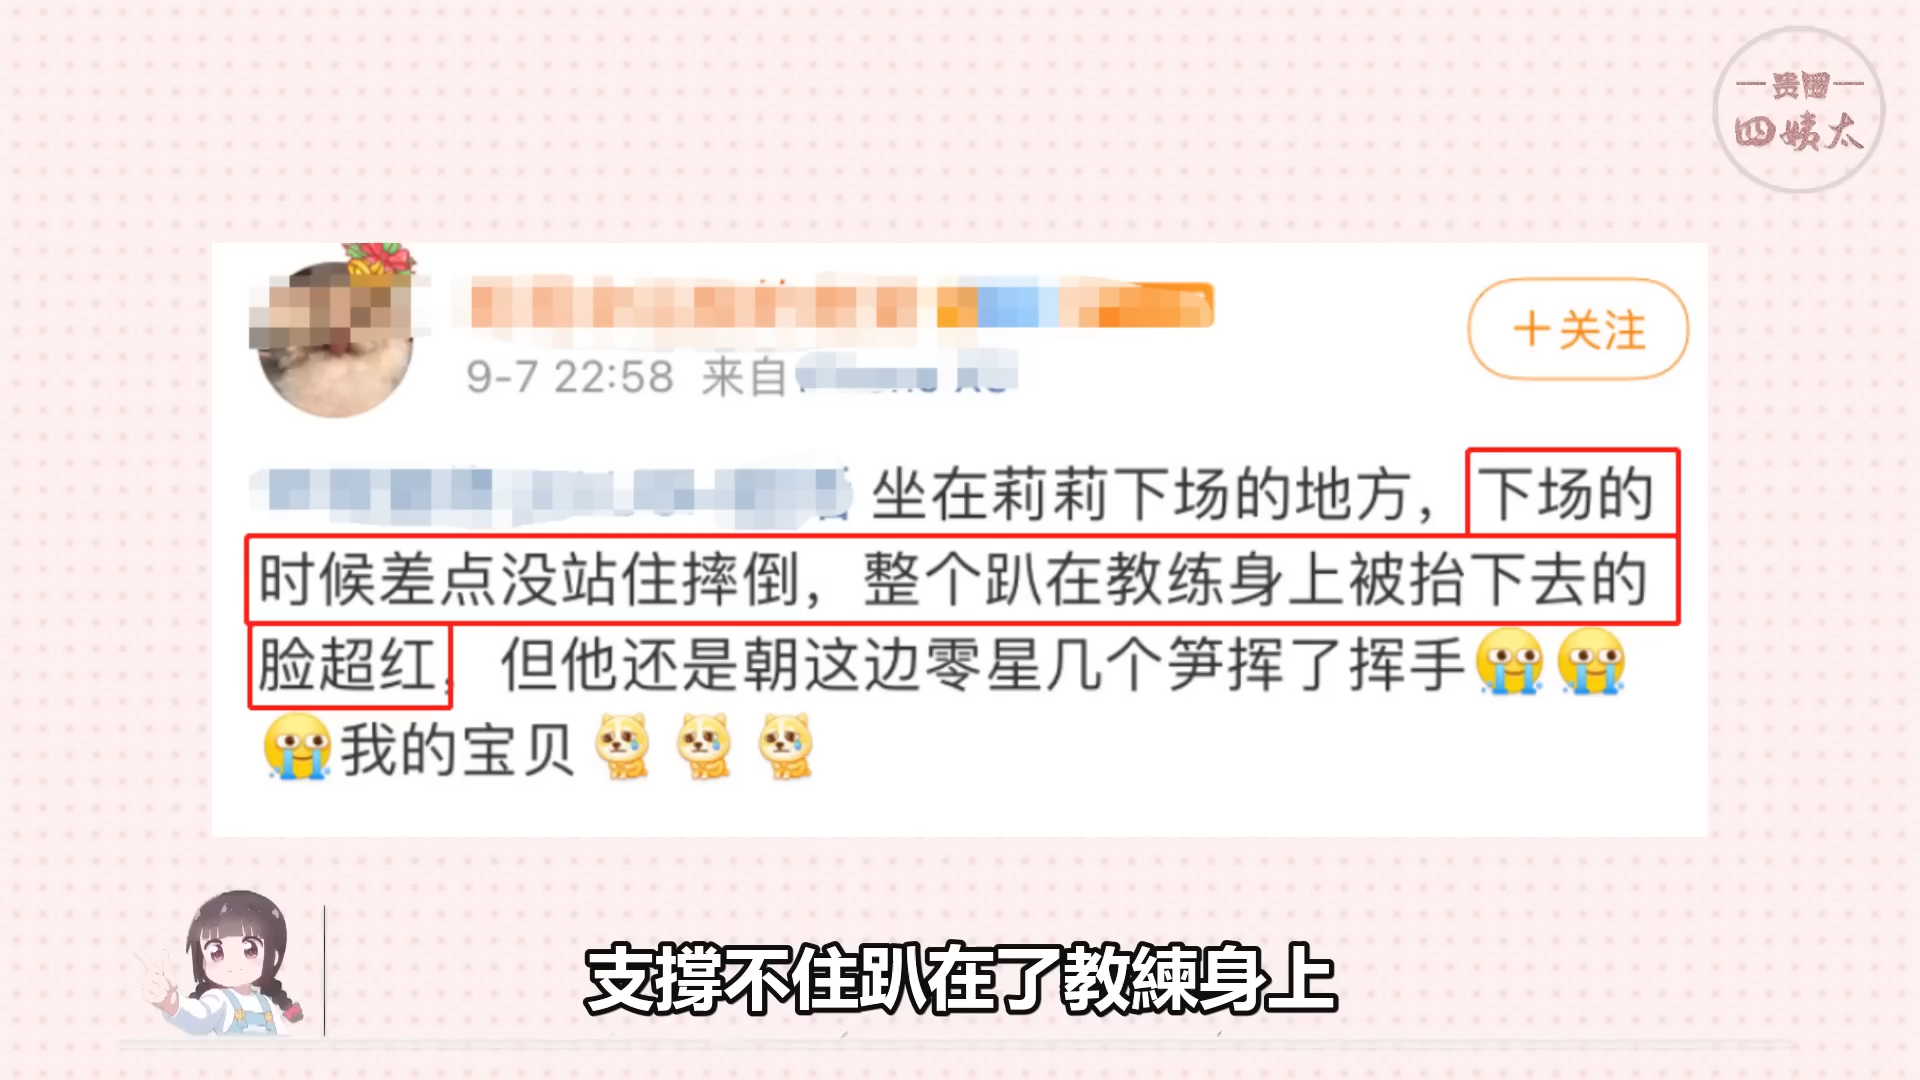 贵圈
四姨太
9-7 22:58 来自
+关注
坐在莉莉下场的地方，下场的
时候差点没站住摔倒，整个趴在教练身上被抬下去的
脸超红，但他还是朝这边零星几个笋挥了挥手
我的宝贝
支撐不住趴在了教練身上